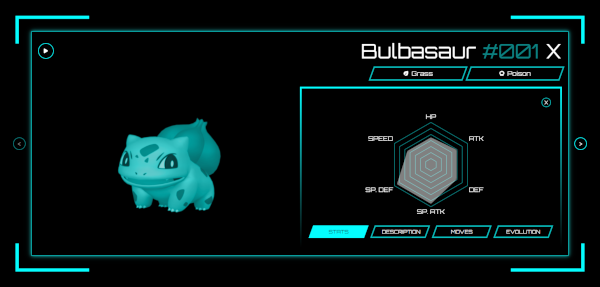 Bulbasaur #001 X
Grass Poison
X
HP
SPEED ATK
SP. DEF DEF
SP. ATK
STATS DESCRIPTION MOVES EVOLUTION
< >